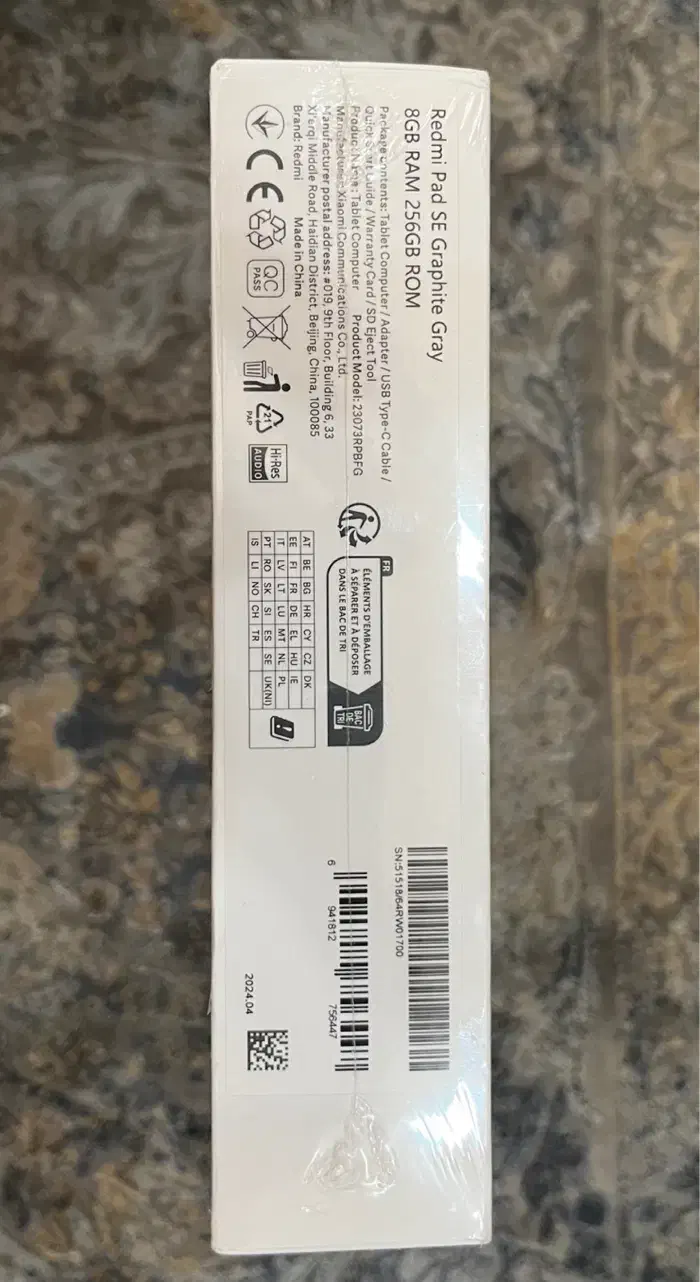 Redmi Pad SE Graphite Gray
8GB RAM 256GB ROM
Package contents: Tablet Computer / Adapter / USB Type-C Cable /
Quick Start Guide / Warranty Card / SD Eject Tool
Product Name: Tablet Computer Product Model: 23073RPBFG
Manufacturer: Xiaomi Communications Co., Ltd.
Manufacturer postal address: #019, 9th Floor, Building 6, 33
Xi'erqi Middle Road, Haidian District, Beijing, China, 100085
Brand: Redmi Made in China
CE
QC
PASS
21
PAP
Hi-Res
AUDIO
FR
ÉLÉMENTS D'EMBALLAGE
À SÉPARER ET À DÉPOSER
DANS LE BAC DE TRI
BAC
DE
TRI
AT BE BG HR CY CZ DK
EE FI FR DE EL HU IE
IT LV LT LU MT NL PL
PT RO SK SI ES SE UK(NI)
IS LI NO CH TR
SN:51518/64RW01700
6 941812 756447
2024.04